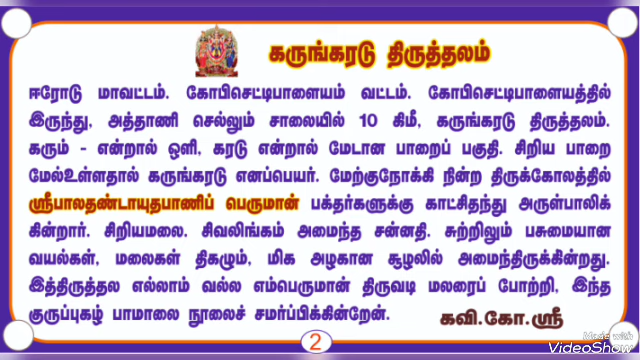 கருங்கரடு திருத்தலம்
ஈரோடு மாவட்டம். கோபிசெட்டிபாளையம் வட்டம். கோபிசெட்டிபாளையத்தில்
இருந்து, அத்தாணி செல்லும் சாலையில் 10 கிமீ, கருங்கரடு திருத்தலம்.
கரும் - என்றால் ஒளி, கரடு என்றால் மேடான பாறைப் பகுதி. சிறிய பாறை
மேல்உள்ளதால் கருங்கரடு எனப்பெயர். மேற்குநோக்கி நின்ற திருக்கோலத்தில்
ஸ்ரீபாலதண்டாயுதபாணிப் பெருமான் பக்தர்களுக்கு காட்சிதந்து அருள்பாலிக்
கின்றார். சிறியமலை. சிவலிங்கம் அமைந்த சன்னதி. சுற்றிலும் பசுமையான
வயல்கள், மலைகள் திகழும், மிக அழகான சூழலில் அமைந்திருக்கின்றது.
இத்திருத்தல எல்லாம் வல்ல எம்பெருமான் திருவடி மலரைப் போற்றி, இந்த
குருப்புகழ் பாமாலை நூலைச் சமர்ப்பிக்கின்றேன். கவி.கோ.ஸ்ரீ
2
Made with
VideoShow